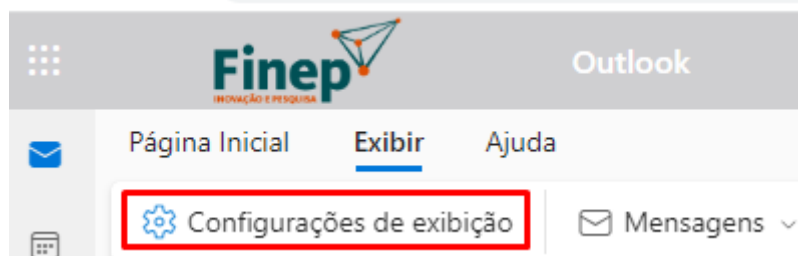 Finep
INOVAÇÃO E PESQUISA
Outlook
Página Inicial Exibir Ajuda
Configurações de exibição Mensagens